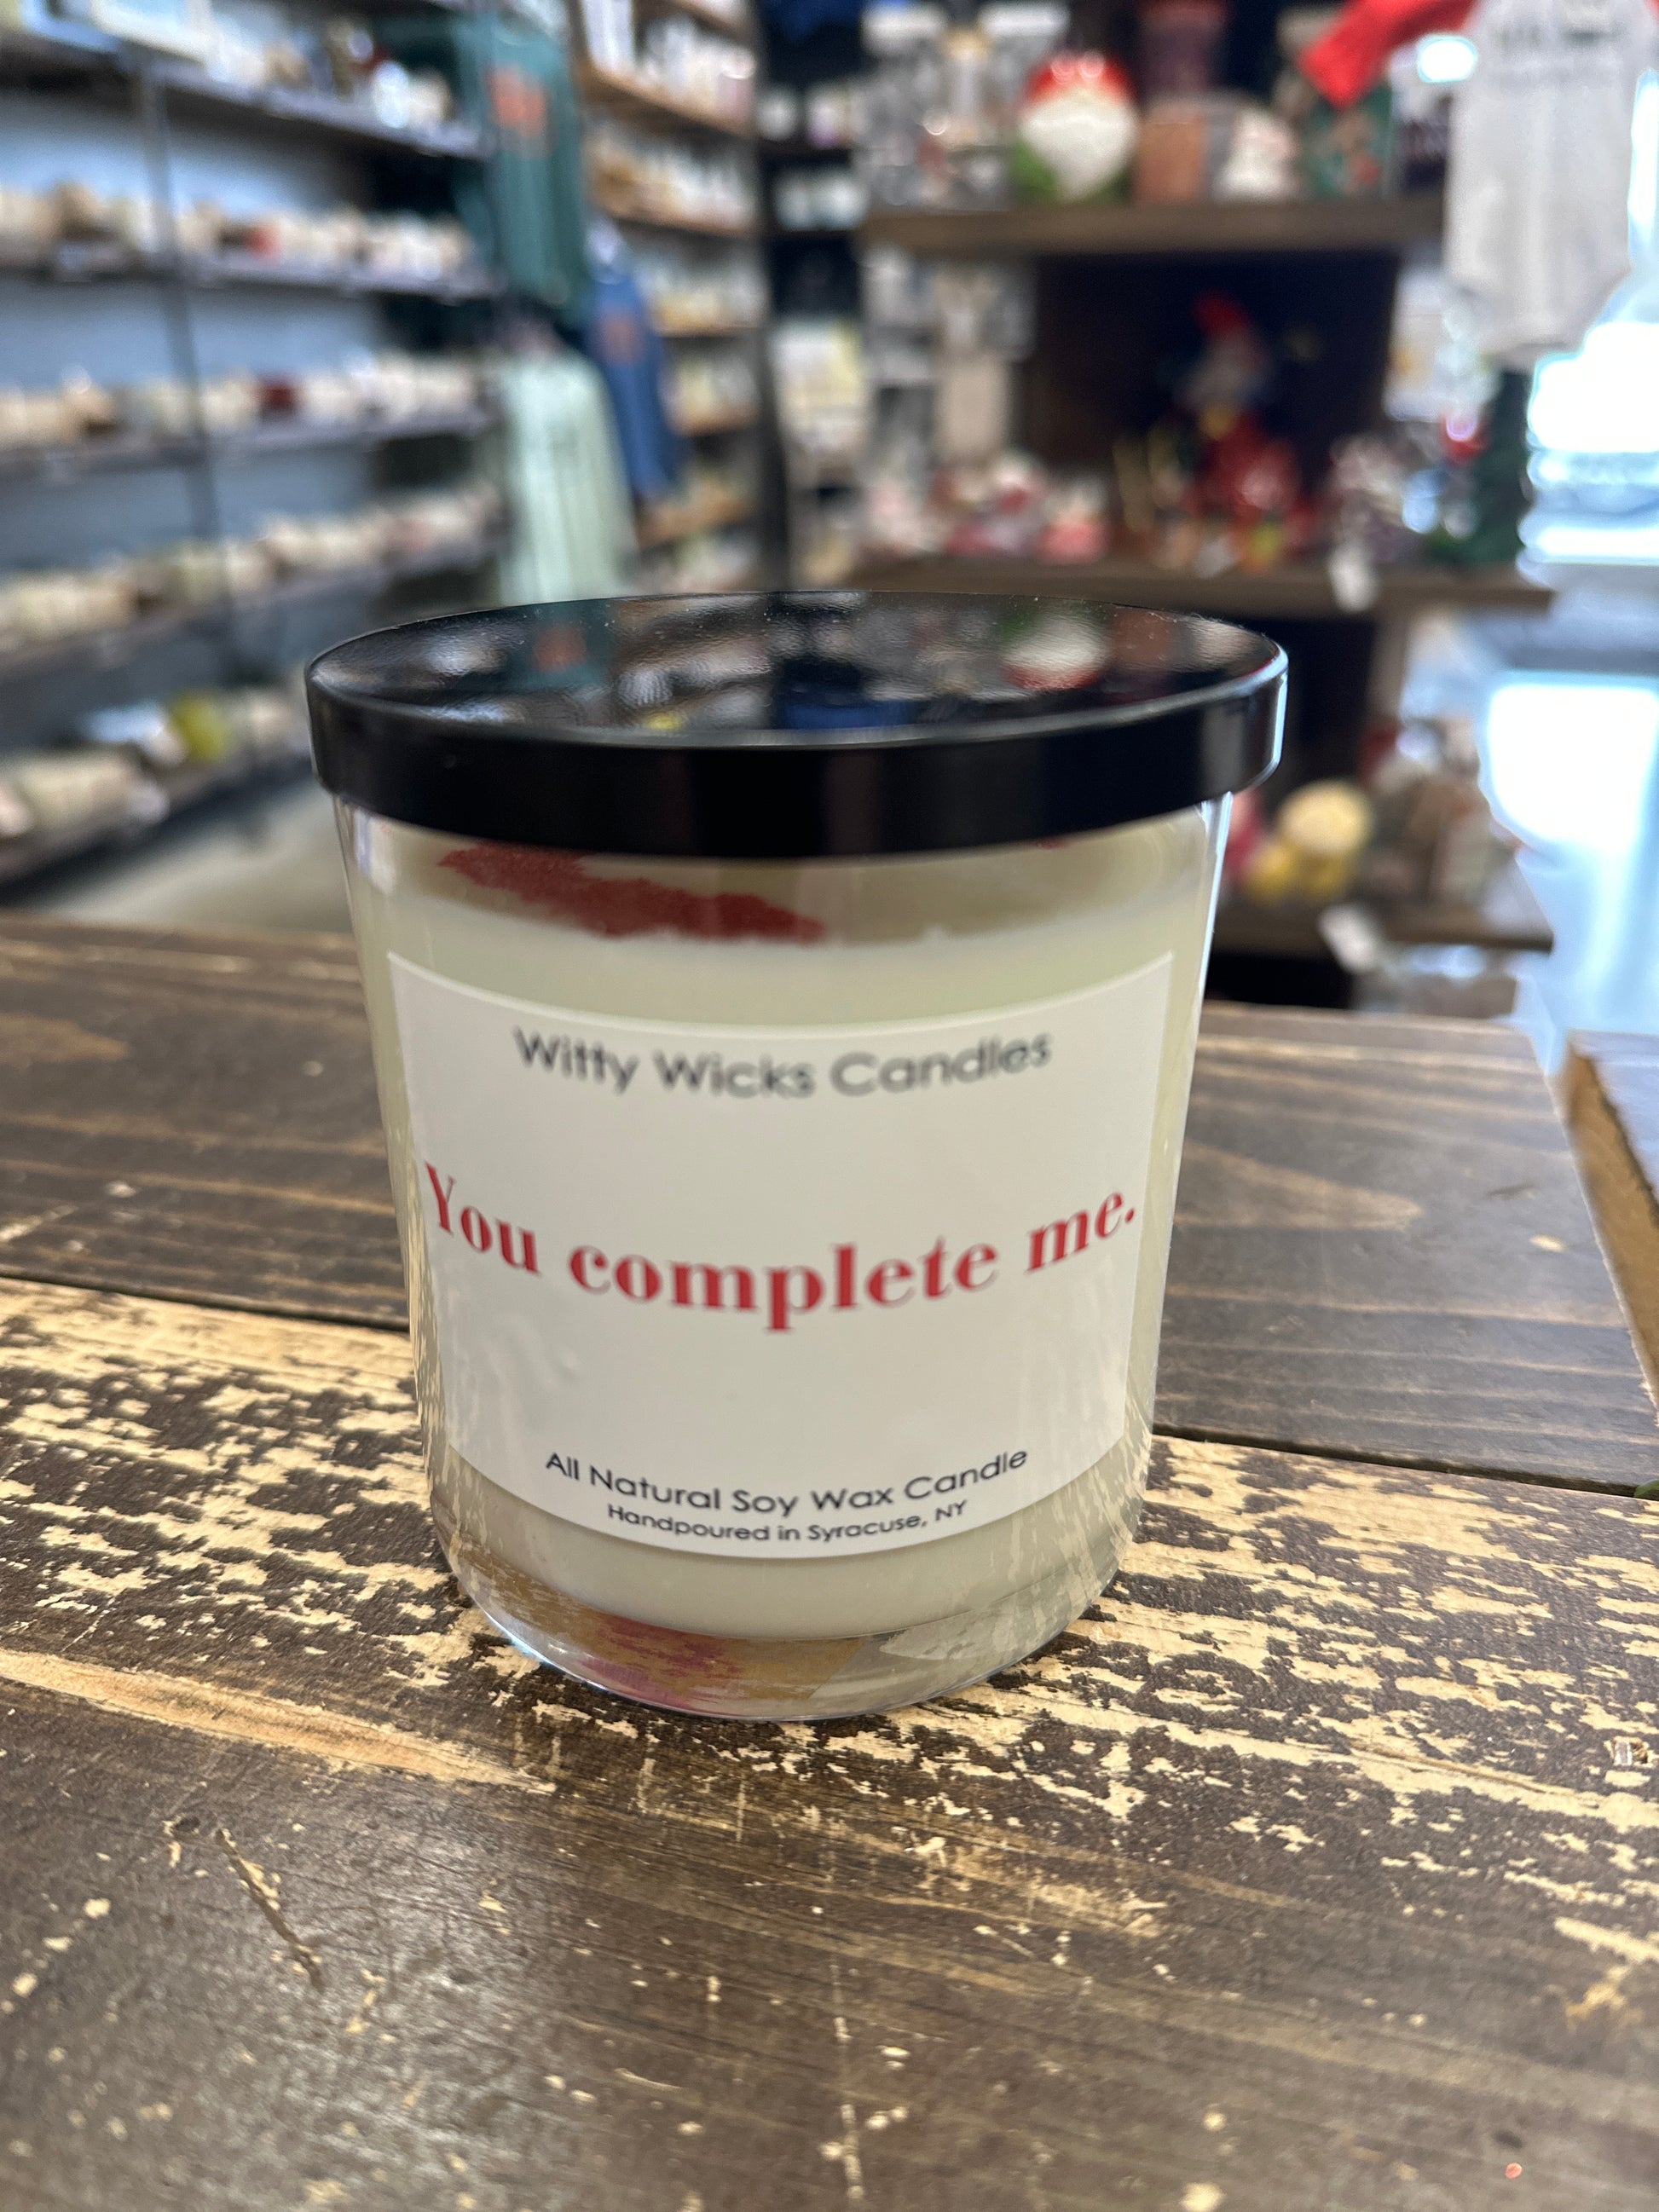 Witty Wicks Candles
You complete me.
All Natural Soy Wax Candle
Handpoured in Syracuse, NY